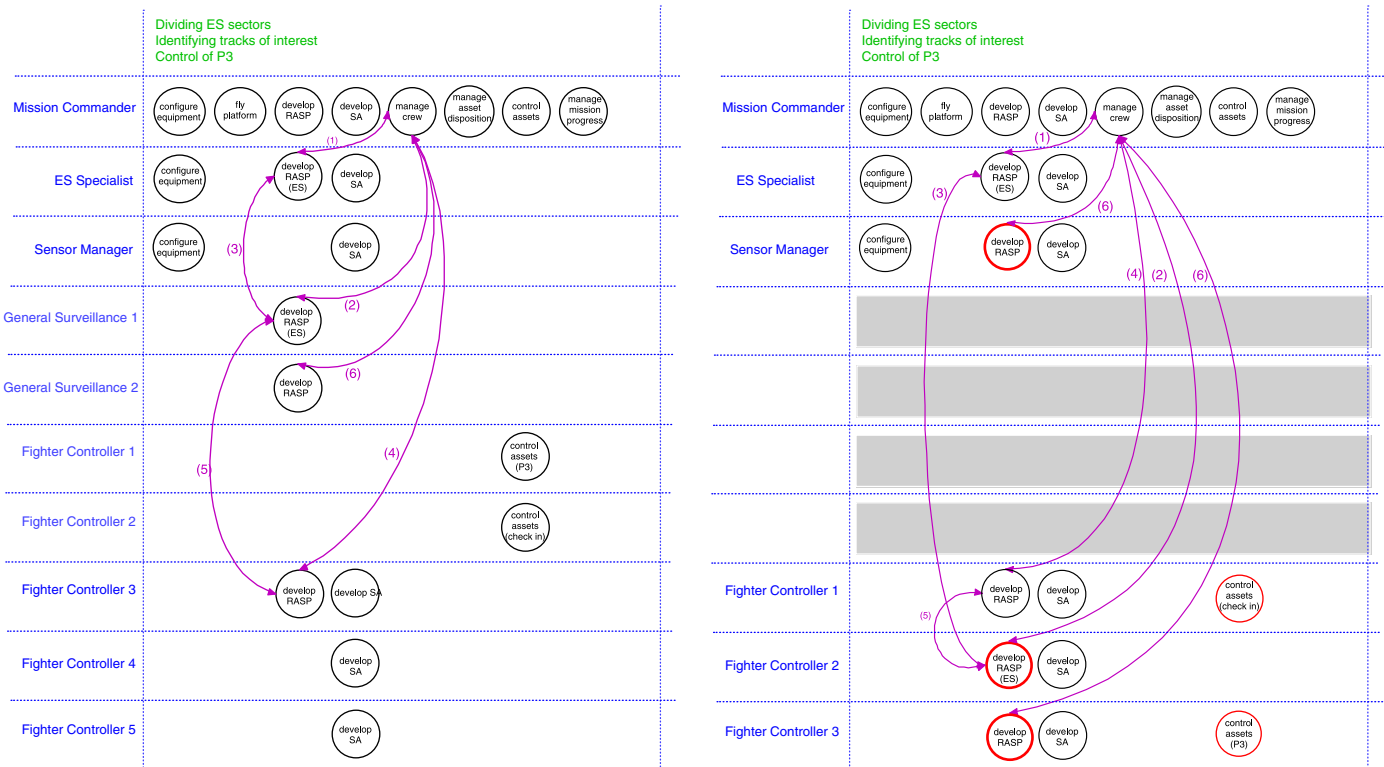 Dividing ES sectors
Identifying tracks of interest
Control of P3
Mission Commander
configure
equipment
fly
platform
develop
RASP
develop
SA
manage
crew
manage
asset
disposition
control
assets
manage
mission
progress
(1)
ES Specialist
configure
equipment
develop
RASP
(ES)
develop
SA
Sensor Manager
configure
equipment
(3)
develop
SA
General Surveillance 1
develop
RASP
(ES)
(2)
General Surveillance 2
develop
RASP
(6)
Fighter Controller 1
(5)
(4)
control
assets
(P3)
Fighter Controller 2
control
assets
(check in)
Fighter Controller 3
develop
RASP
develop SA
Fighter Controller 4
develop
SA
Fighter Controller 5
develop
SA
Dividing ES sectors
Identifying tracks of interest
Control of P3
Mission Commander
configure
equipment
fly
platform
develop
RASP
develop
SA
manage
crew
manage
asset
disposition
control
assets
manage
mission
progress
(1)
ES Specialist
configure
equipment
(3)
develop
RASP
(ES)
develop
SA
(6)
Sensor Manager
configure
equipment
develop
RASP
develop
SA
(4)
(2)
(6)
Fighter Controller 1
develop
RASP
develop
SA
control
assets
(check in)
(5)
Fighter Controller 2
develop
RASP
(ES)
develop
SA
Fighter Controller 3
develop
RASP
develop
SA
control
assets
(P3)